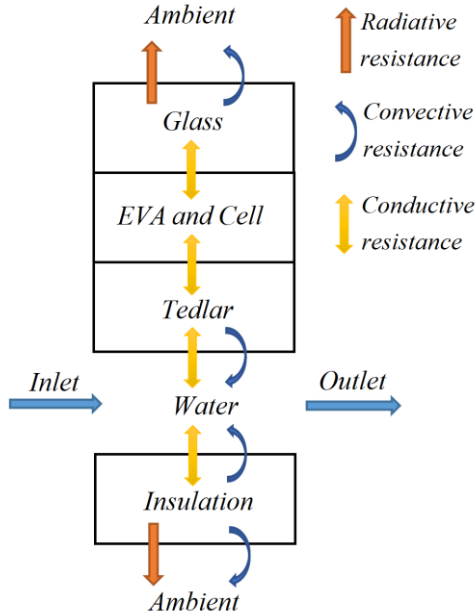 Ambient
Glass
EVA and Cell
Tedlar
Inlet
Water
Outlet
Insulation
Ambient
Radiative
resistance
Convective
resistance
Conductive
resistance